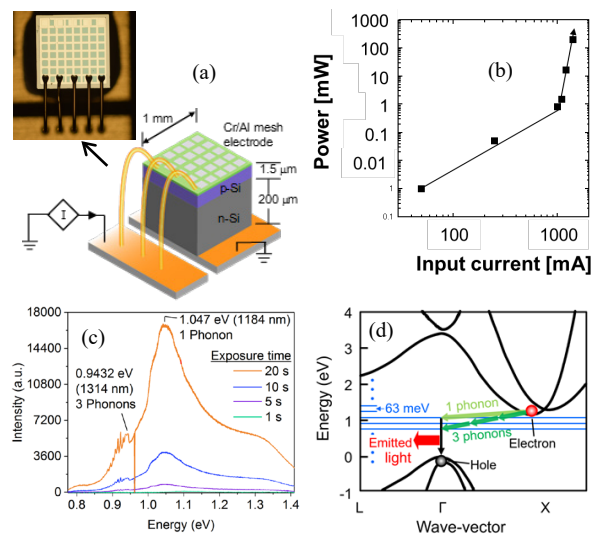 (a)
1 mm
Cr/Al mesh
electrode
1.5 μm
p-Si
200
μm
n-Si
I
(b)
Power [mW]
1000
1000
100
10
1
0.1
0.01
1
0.1
100
1000
Input current [mA]
(c)
18000
14400
10800
7200
3600
0
Intensity (a.u.)
1.047 eV (1184 nm)
1 Phonon
0.9432 eV
(1314 nm)
3 Phonons
Exposure time
20 s
10 s
5 s
1 s
0.8
0.9
1.0
1.1
1.2
1.3
1.4
Energy (eV)
(d)
4
3
2
1
0
-1
Energy (eV)
63 meV
1 phonon
3 phonons
Electron
Emitted
light
Hole
L
Γ
X
Wave-vector